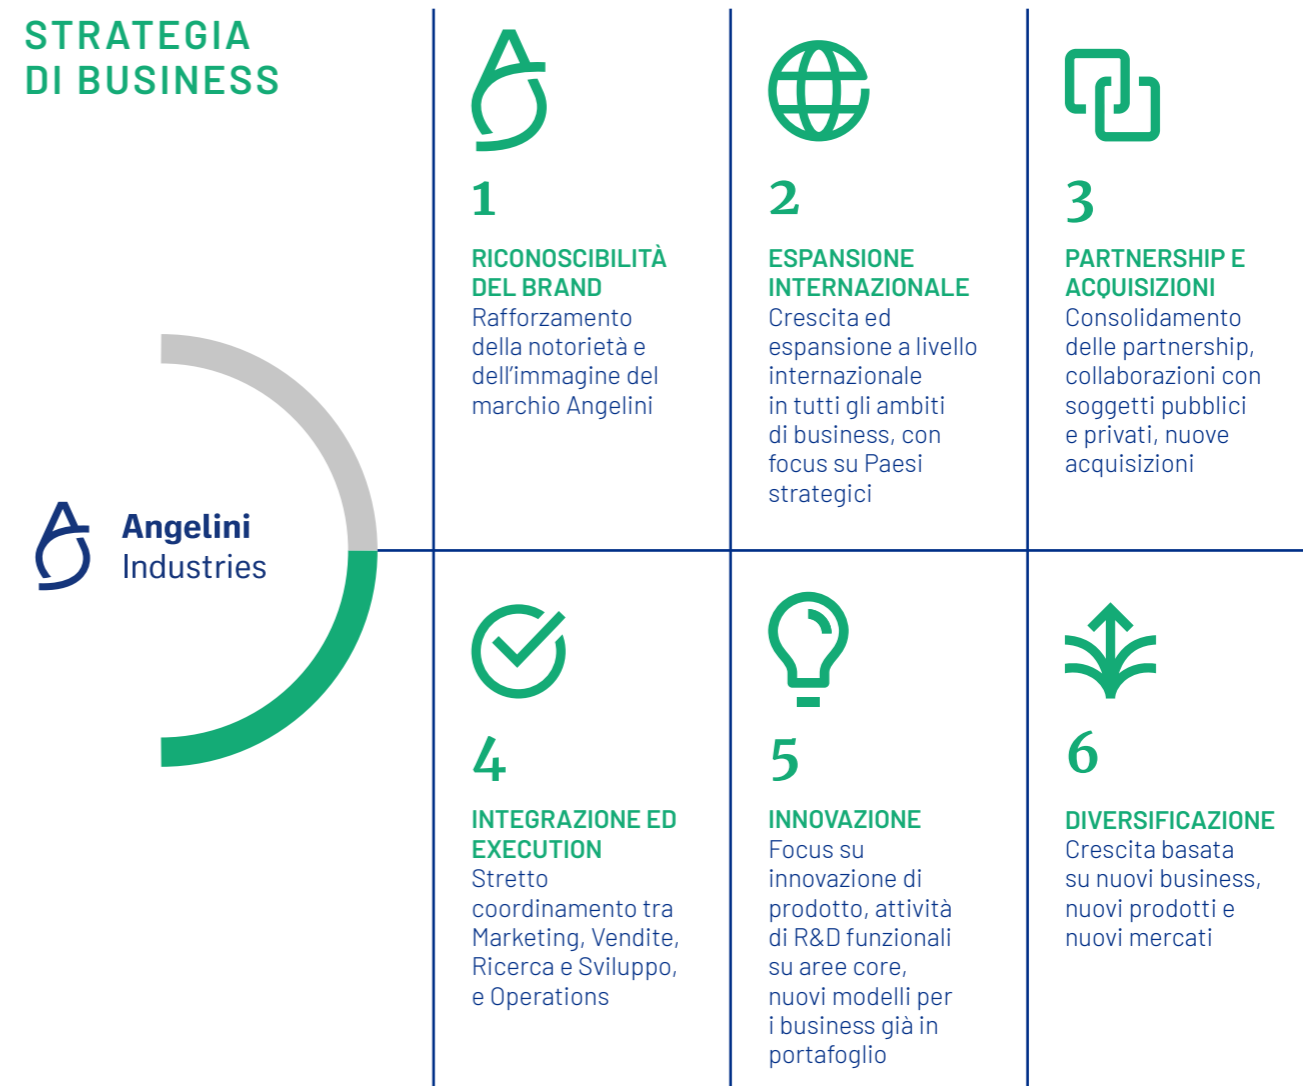 STRATEGIA
DI BUSINESS
Angelini
Industries
1
RICONOSCIBILITÀ
DEL BRAND
Rafforzamento
della notorietà e
dell'immagine del
marchio Angelini
2
ESPANSIONE
INTERNAZIONALE
Crescita ed
espansione a livello
internazionale
in tutti gli ambiti
di business, con
focus su Paesi
strategici
3
PARTNERSHIP E
ACQUISIZIONI
Consolidamento
delle partnership,
collaborazioni con
soggetti pubblici
e privati, nuove
acquisizioni
4
INTEGRAZIONE ED
EXECUTION
Stretto
coordinamento tra
Marketing, Vendite,
Ricerca e Sviluppo,
e Operations
5
INNOVAZIONE
Focus su
innovazione di
prodotto, attività
di R&D funzionali
su aree core,
nuovi modelli per
i business già in
portafoglio
6
DIVERSIFICAZIONE
Crescita basata
su nuovi business,
nuovi prodotti e
nuovi mercati